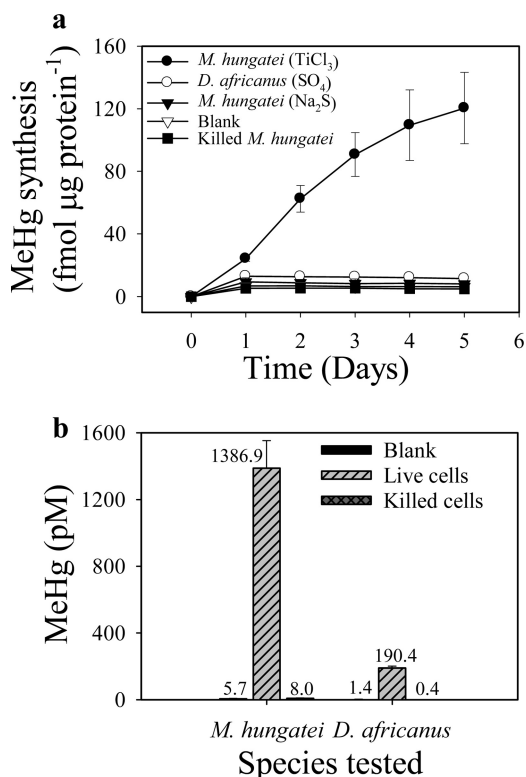 a
MeHg synthesis
(fmol µg protein⁻¹)
160
120
80
40
0
M. hungatei (TiCl₃)
D. africanus (SO₄)
M. hungatei (Na₂S)
Blank
Killed M. hungatei
0 1 2 3 4 5 6
Time (Days)
b
MeHg (pM)
1600
1200
800
400
0
Blank
Live cells
Killed cells
1386.9
190.4
5.7 8.0 1.4 0.4
M. hungatei D. africanus
Species tested